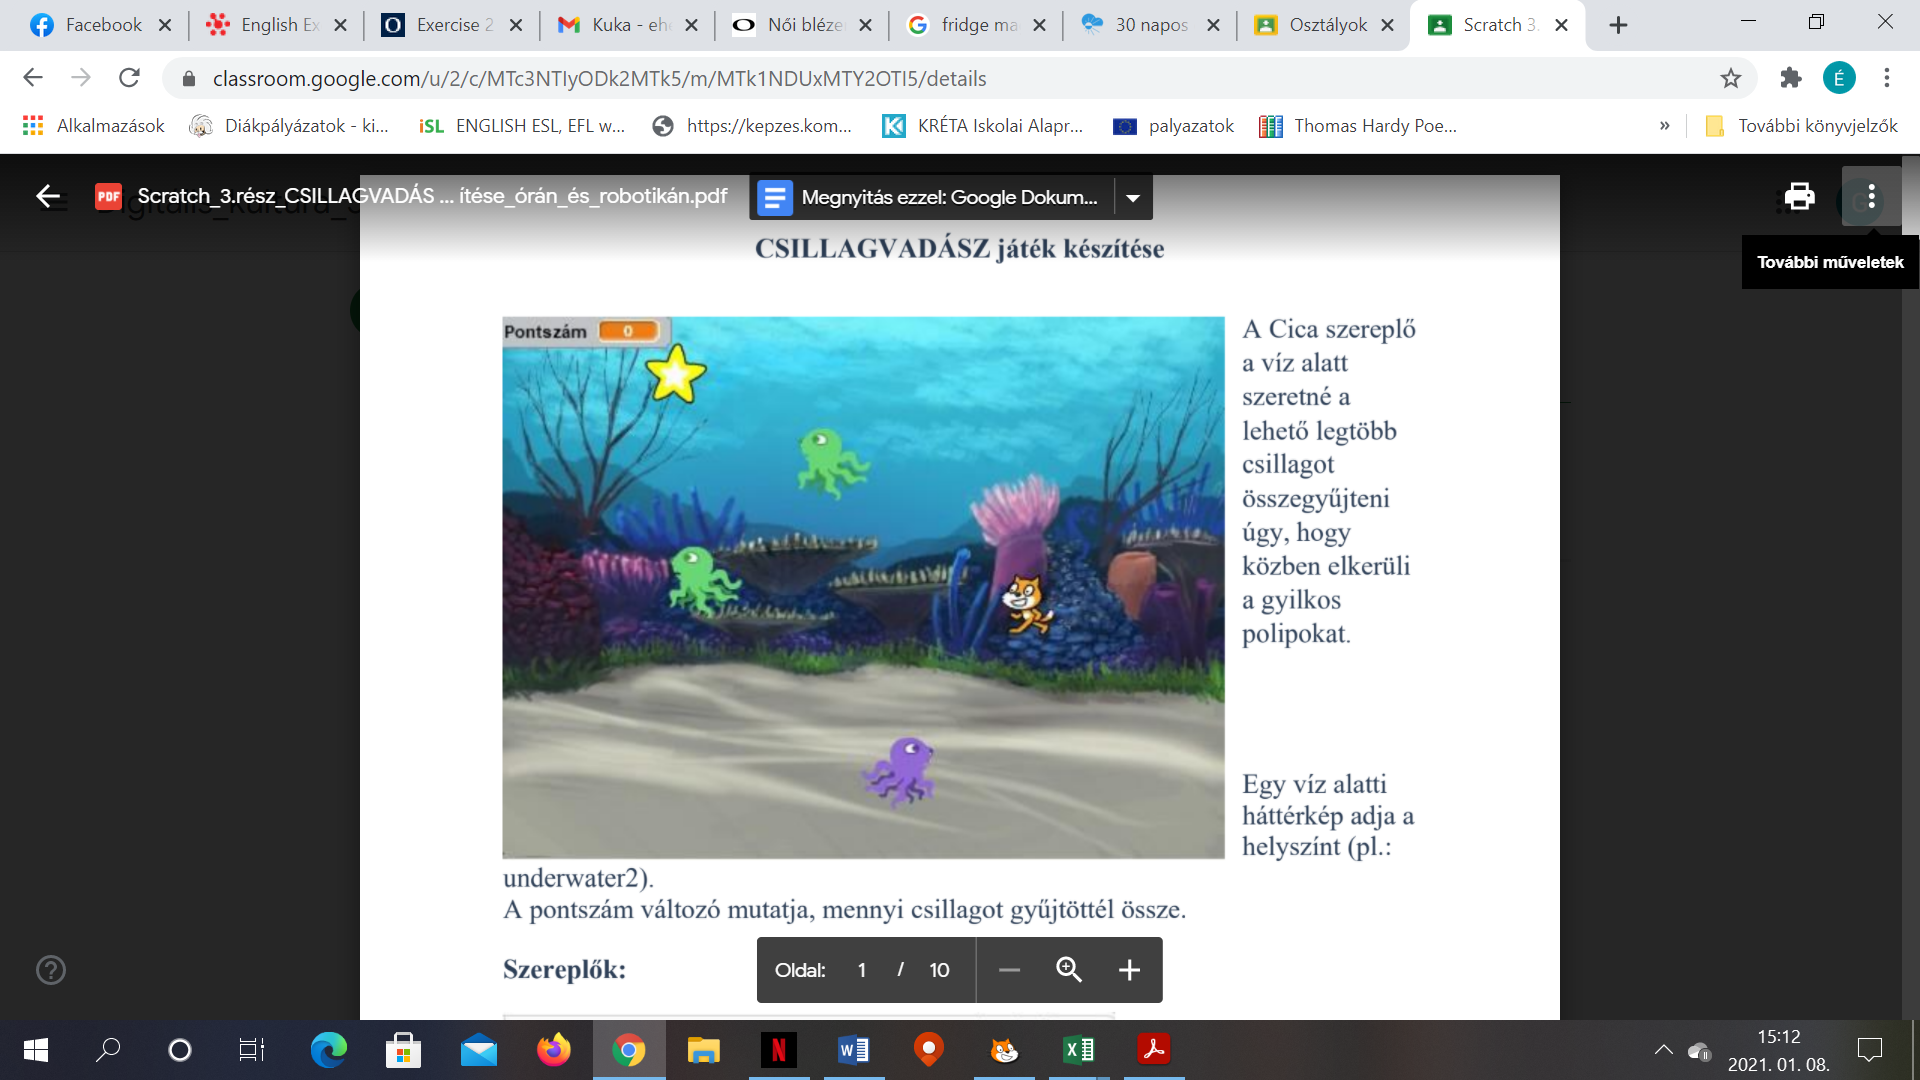 Facebook
English Ex
Exercise 2
Kuka - ehe
Női bléze
fridge ma
30 napos
Osztályok
Scratch 3.
classroom.google.com/u/2/c/MTc3NTIyODk2MTk5/m/MTk1NDUxMTY2OTI5/details
É
Alkalmazások
Diákpályázatok - ki...
iSL ENGLISH ESL, EFL w...
https://kepzes.kom...
KRÉTA Iskolai Alapr...
palyazatok
Thomas Hardy Poe...
»
További könyvjelzők
PDF Scratch_3.rész_CSILLAGVADÁS ... ítése_órán_és_robotikán.pdf
Megnyitás ezzel: Google Dokum...
További műveletek
CSILLAGVADÁSZ játék készítése
Pontszám 0
A Cica szereplő
a víz alatt
szeretné a
lehető legtöbb
csillagot
összegyűjteni
úgy, hogy
közben elkerüli
a gyilkos
polipokat.
Egy víz alatti
háttérkép adja a
helyszínt (pl.:
underwater2).
A pontszám változó mutatja, mennyi csillagot gyűjtöttél össze.
Szereplők:
Oldal: 1 / 10
15:12
2021. 01. 08.